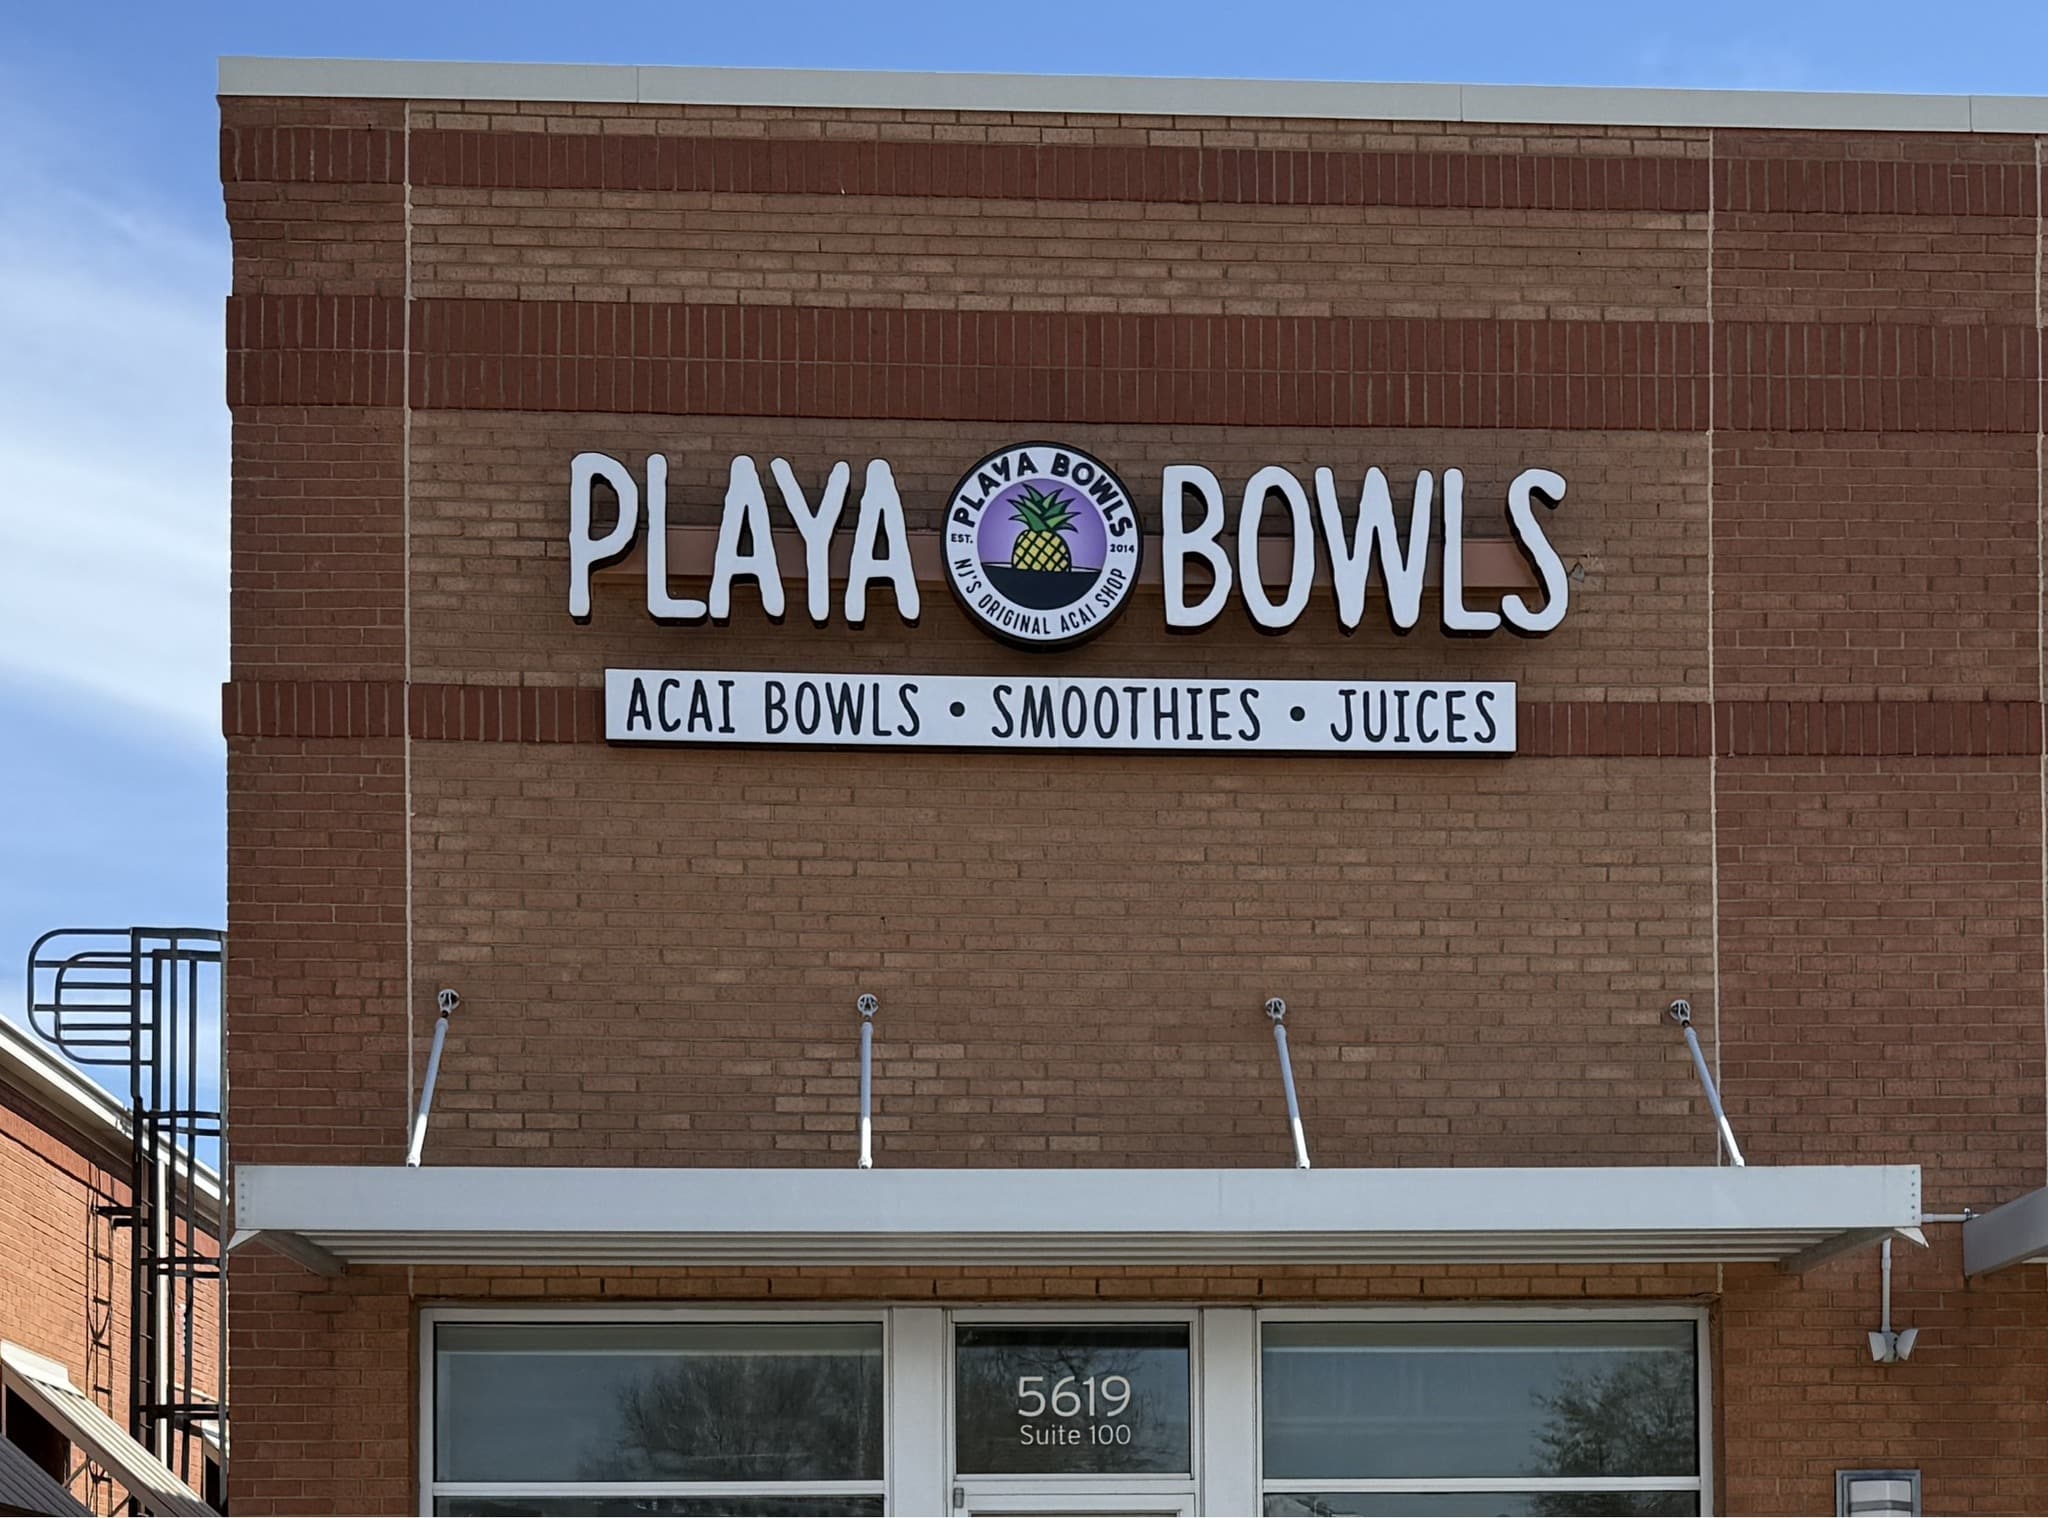 PLAYA BOWLS
PLAYA BOWLS
EST. 2014
NJ'S ORIGINAL ACAI SHOP
ACAI BOWLS • SMOOTHIES • JUICES
5619
Suite 100